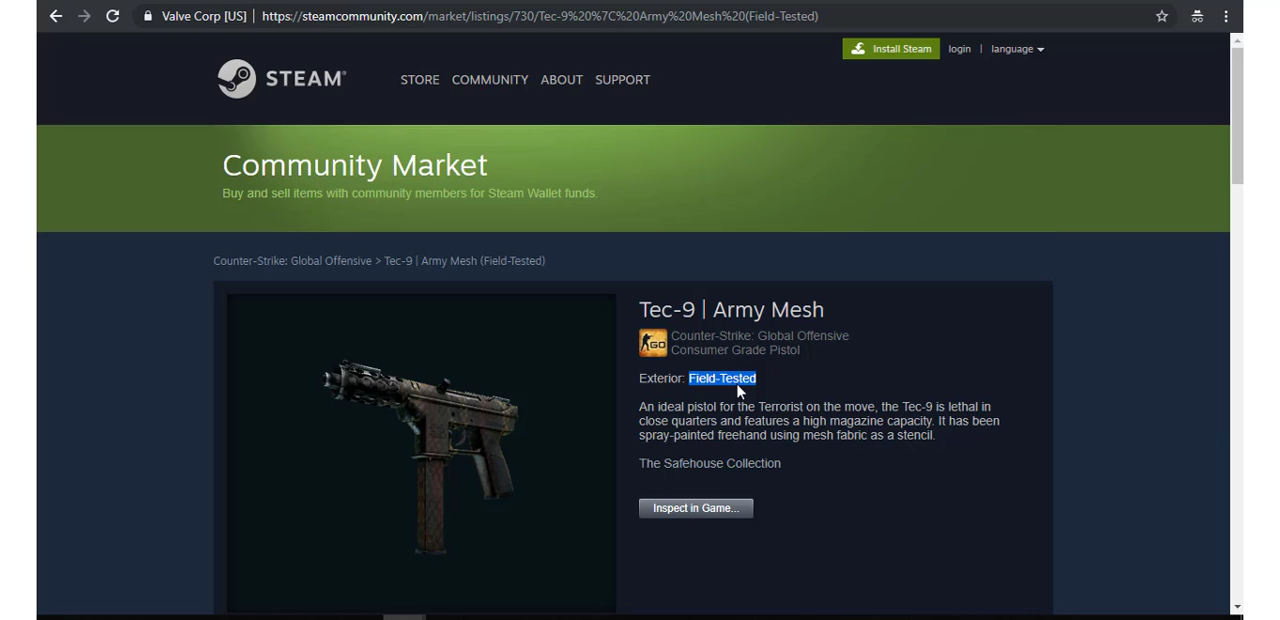 Valve Corp [US] | https://steamcommunity.com/market/listings/730/Tec-9%20%7C%20Army%20Mesh%20(Field-Tested)
Install Steam login | language
STEAM® STORE COMMUNITY ABOUT SUPPORT
Community Market
Buy and sell items with community members for Steam Wallet funds.
Counter-Strike: Global Offensive > Tec-9 | Army Mesh (Field-Tested)
Tec-9 | Army Mesh
GO
Counter-Strike: Global Offensive
Consumer Grade Pistol
Exterior: Field-Tested
An ideal pistol for the Terrorist on the move, the Tec-9 is lethal in
close quarters and features a high magazine capacity. It has been
spray-painted freehand using mesh fabric as a stencil.
The Safehouse Collection
Inspect in Game...